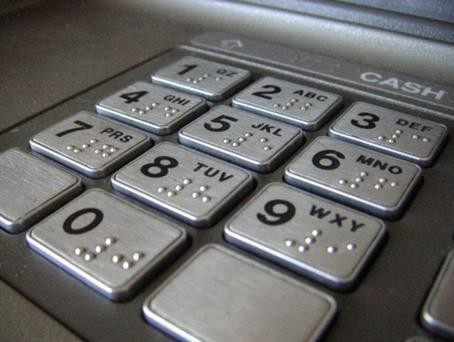 CASH
1 QZ
2 ABC
3 DEF
4 GHI
5 JKL
6 MNO
7 PRS
8 TUV
9 WXY
0